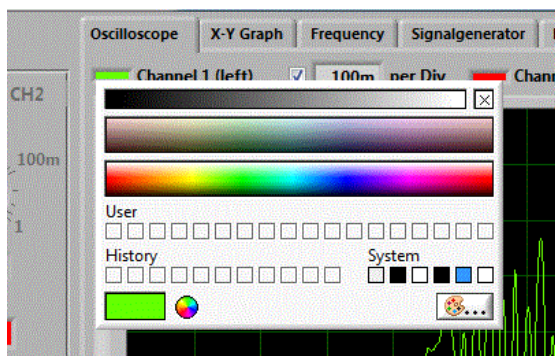 Oscilloscope X-Y Graph Frequency Signalgenerator
Channel 1 (left) 100m per Div Chann
CH2
100m
1
User
History System
...